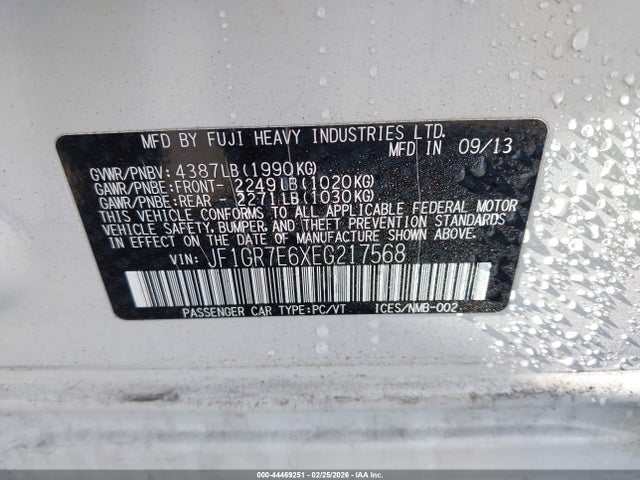 MFD BY FUJI HEAVY INDUSTRIES LTD.
MFD IN 09/13
GVWR/PNBV: 4387LB(1990KG)
GAWR/PNBE:FRONT- 2249LB(1020KG)
GAWR/PNBE:REAR - 2271LB(1030KG)
THIS VEHICLE CONFORMS TO ALL APPLICABLE FEDERAL MOTOR
VEHICLE SAFETY, BUMPER, AND THEFT PREVENTION STANDARDS
IN EFFECT ON THE DATE OF MANUFACTURE SHOWN ABOVE.
VIN: JF1GR7E6XEG217568
PASSENGER CAR TYPE:PC/VT ICES/NMB-002
000-44469251 - 02/25/2026 - IAAI.COM